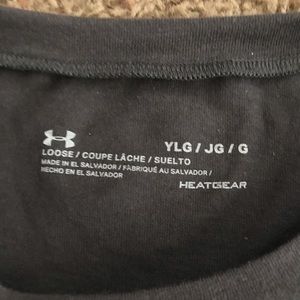 YLG / JG / G
LOOSE / COUPE LÂCHE / SUELTO
MADE IN EL SALVADOR / FABRIQUÉ AU SALVADOR /
HECHO EN EL SALVADOR
HEATGEAR